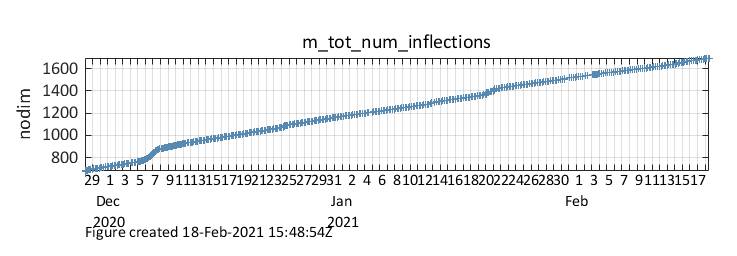 m_tot_num_inflections
nodim
1600
1400
1200
1000
800
29 1 3 5 7 9 11 13 15 17 19 21 23 25 27 29 31 1 2 4 6 8 10 12 14 16 18 20 22 24 26 28 30 1 3 5 7 9 11 13 15 17
Dec Jan Feb
2020 2021
Figure created 18-Feb-2021 15:48:54Z